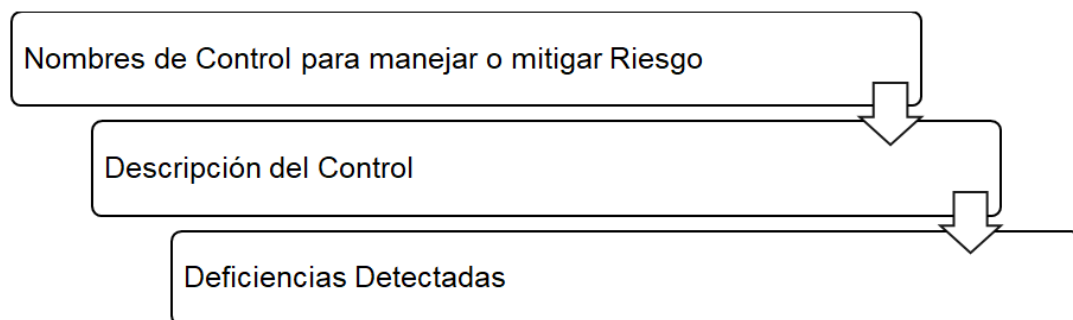 Nombres de Control para manejar o mitigar Riesgo
Descripción del Control
Deficiencias Detectadas